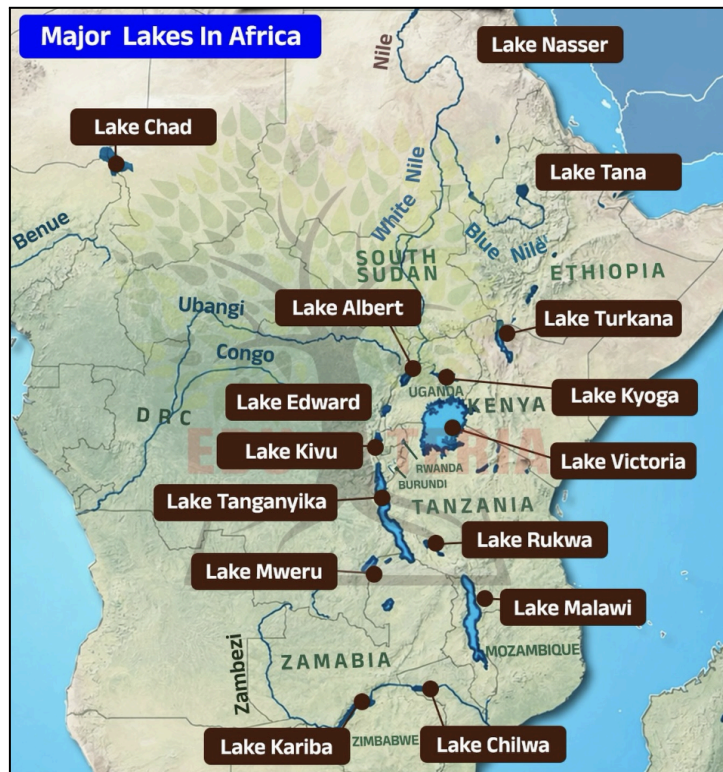 Major Lakes In Africa
Nile
Lake Nasser
Lake Chad
White Nile
Lake Tana
Benue
Blue Nile
SOUTH
SUDAN
ETHIOPIA
Ubangi
Lake Albert
Lake Turkana
Congo
UGANDA
Lake Edward
KENYA
Lake Kyoga
DRC
Lake Kivu
Lake Victoria
RWANDA
BURUNDI
Lake Tanganyika
TANZANIA
Lake Rukwa
Lake Mweru
Lake Malawi
Zambezi
ZAMABIA
MOZAMBIQUE
Lake Kariba
ZIMBABWE
Lake Chilwa